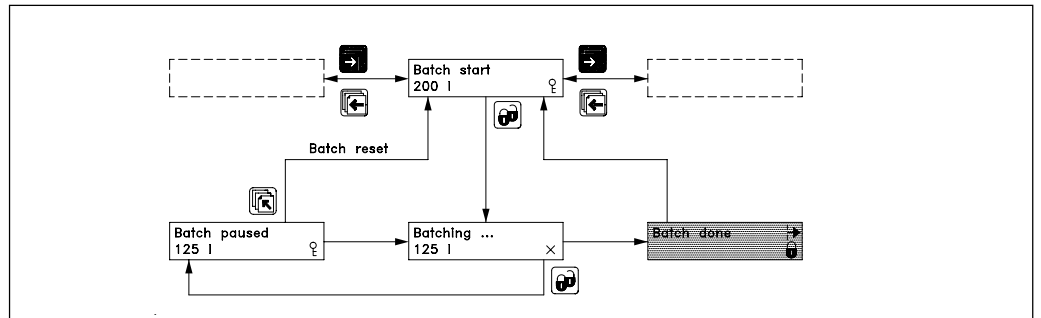 Batch start
200 l
Batch reset
Batch paused
125 l
Batching ...
125 l
Batch done